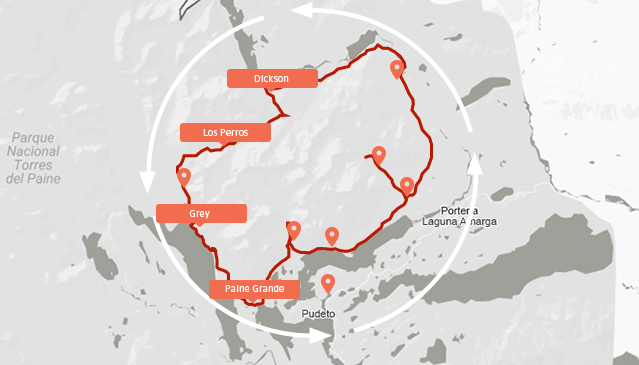 Dickson
Los Perros
Parque
Nacional
Torres
del Paine
Grey
Porter a
Laguna Amarga
Paine Grande
Pudeto